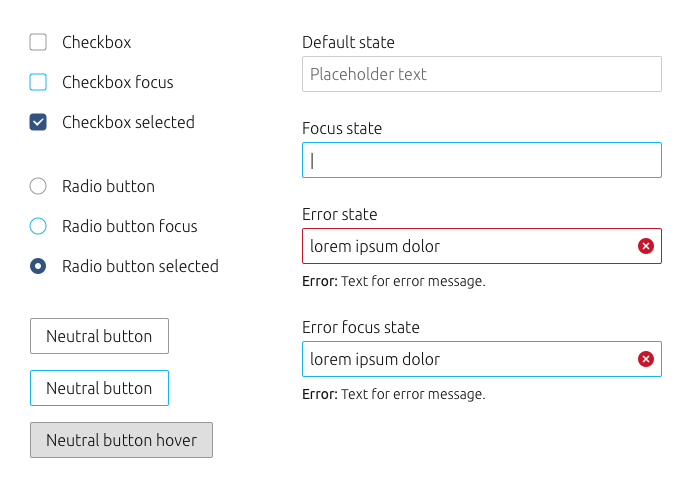 Checkbox
Checkbox focus
Checkbox selected
Radio button
Radio button focus
Radio button selected
Neutral button
Neutral button
Neutral button hover
Default state
Placeholder text
Focus state
Error state
lorem ipsum dolor
Error: Text for error message.
Error focus state
lorem ipsum dolor
Error: Text for error message.